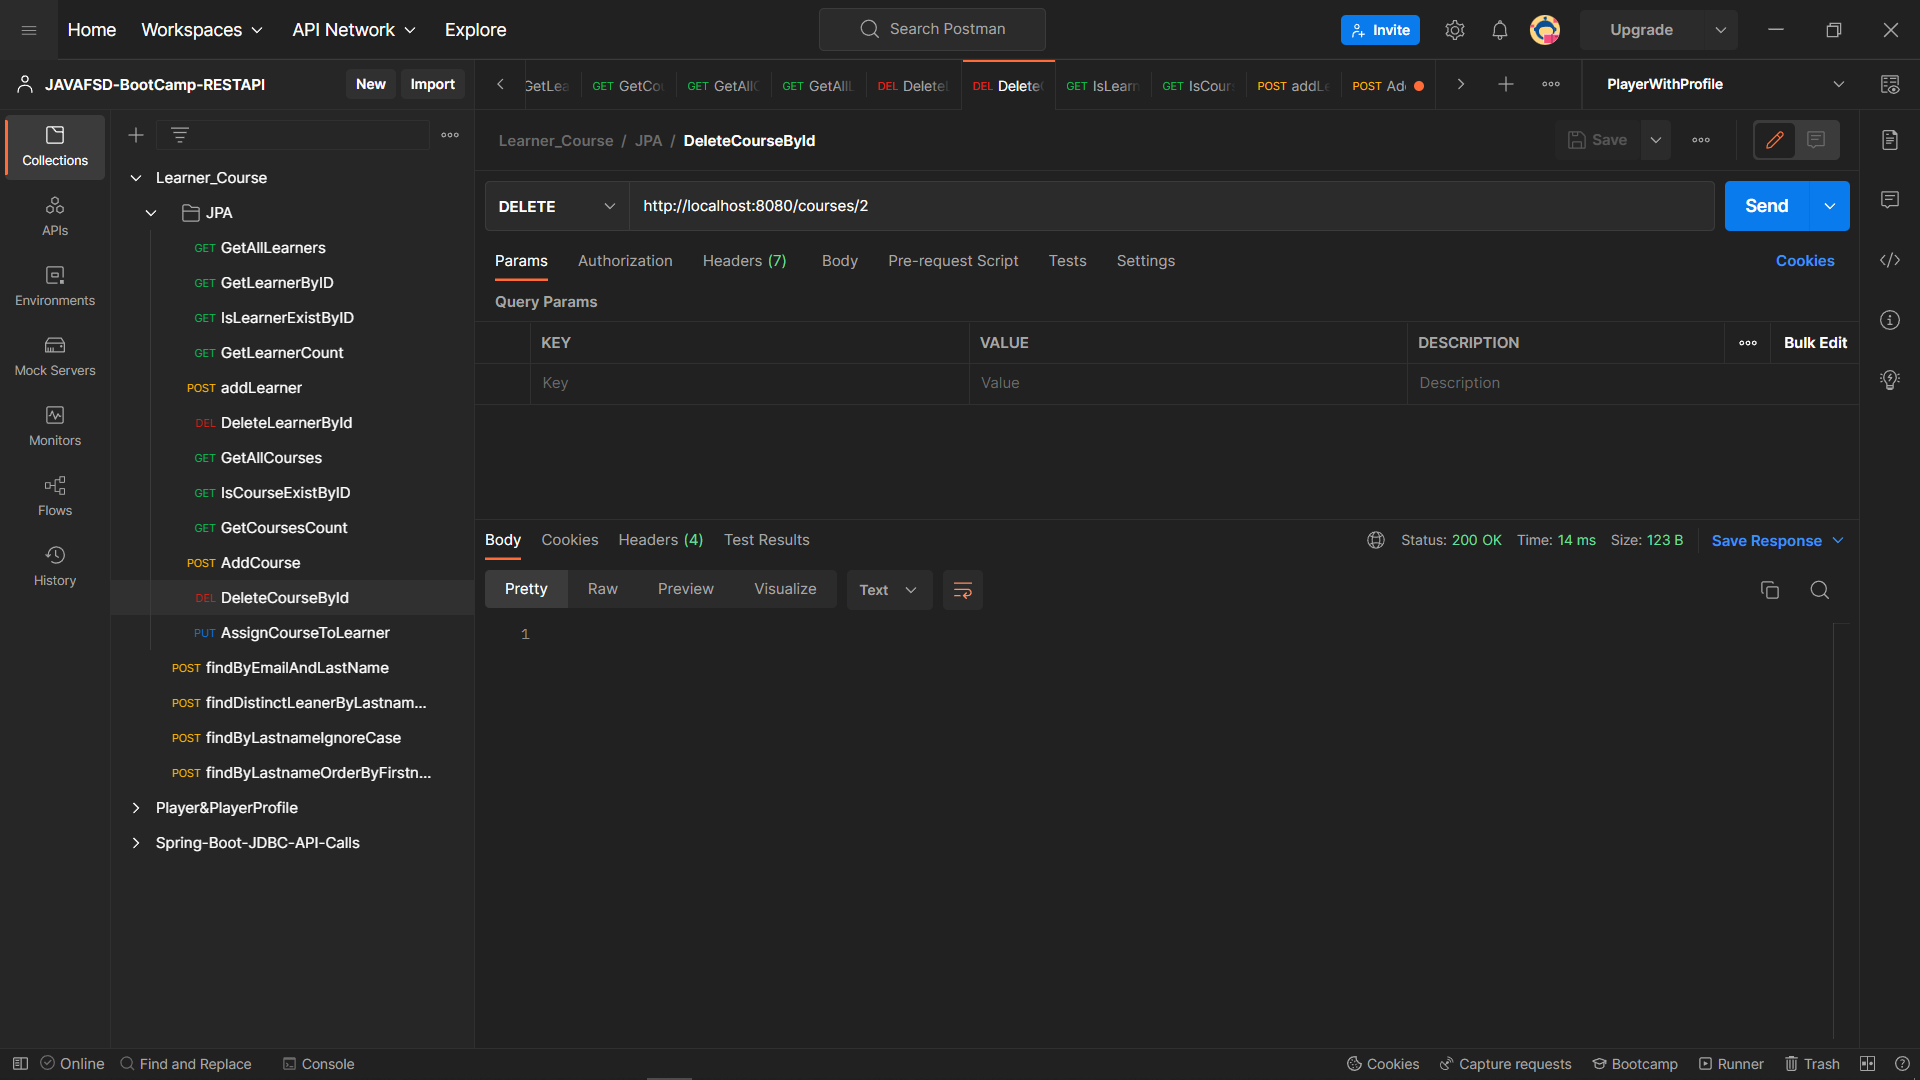 Home Workspaces API Network Explore Search Postman Invite Upgrade
JAVAFSD-BootCamp-RESTAPI New Import
GET GetCou GET GetAllC GET GetAllL DEL DeleteL DEL DeleteC GET IsLearn GET IsCours POST addLe POST Ad PlayerWithProfile
Collections
APIs
Environments
Mock Servers
Monitors
Flows
History
Learner_Course
JPA
GET GetAllLearners
GET GetLearnerByID
GET IsLearnerExistByID
GET GetLearnerCount
POST addLearner
DEL DeleteLearnerById
GET GetAllCourses
GET IsCourseExistByID
GET GetCoursesCount
POST AddCourse
DEL DeleteCourseById
PUT AssignCourseToLearner
POST findByEmailAndLastName
POST findDistinctLeanerByLastnam...
POST findByLastnameIgnoreCase
POST findByLastnameOrderByFirstn...
Player&PlayerProfile
Spring-Boot-JDBC-API-Calls
Learner_Course / JPA / DeleteCourseById Save
DELETE http://localhost:8080/courses/2 Send
Params Authorization Headers (7) Body Pre-request Script Tests Settings Cookies
Query Params
KEY VALUE DESCRIPTION Bulk Edit
Key Value Description
Body Cookies Headers (4) Test Results Status: 200 OK Time: 14 ms Size: 123 B Save Response
Pretty Raw Preview Visualize Text
1
Online Find and Replace Console Cookies Capture requests Bootcamp Runner Trash